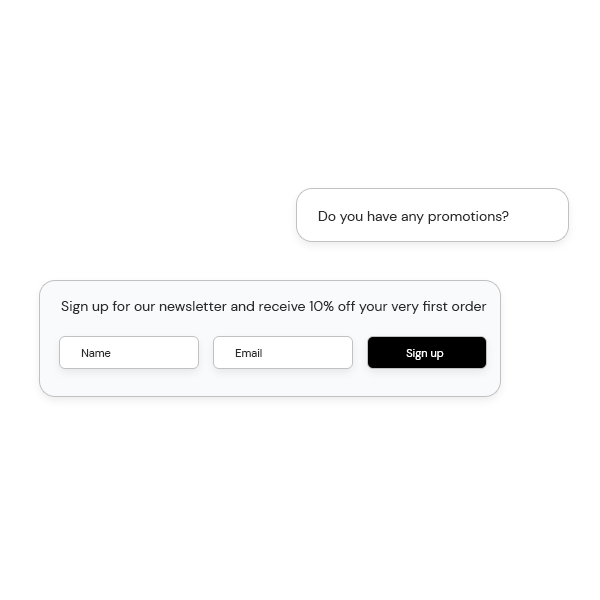 Do you have any promotions?
Sign up for our newsletter and receive 10% off your very first order
Name Email Sign up